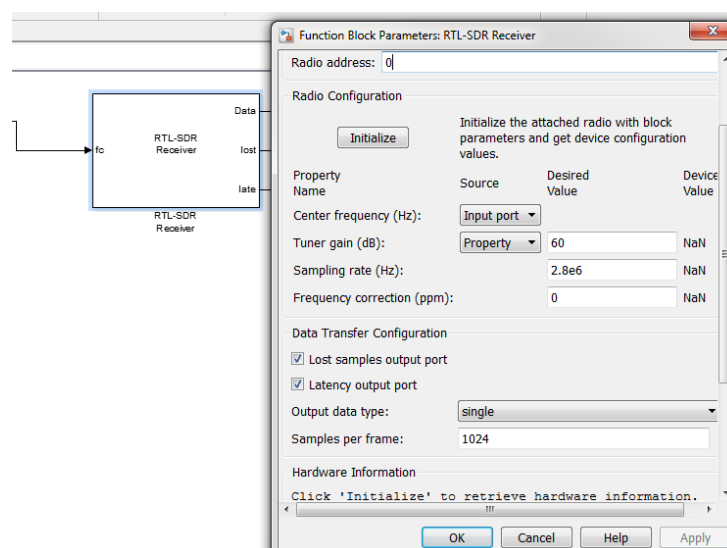 Function Block Parameters: RTL-SDR Receiver
Radio address: 0
Radio Configuration
Initialize
Initialize the attached radio with block
parameters and get device configuration
values.
Property
Name
Source
Desired
Value
Device
Value
Center frequency (Hz): Input port
Tuner gain (dB): Property 60 NaN
Sampling rate (Hz): 2.8e6 NaN
Frequency correction (ppm): 0 NaN
Data Transfer Configuration
Lost samples output port
Latency output port
Output data type: single
Samples per frame: 1024
Hardware Information
Click 'Initialize' to retrieve hardware information.
OK Cancel Help Apply
Data
fc
RTL-SDR
Receiver
lost
late
RTL-SDR
Receiver